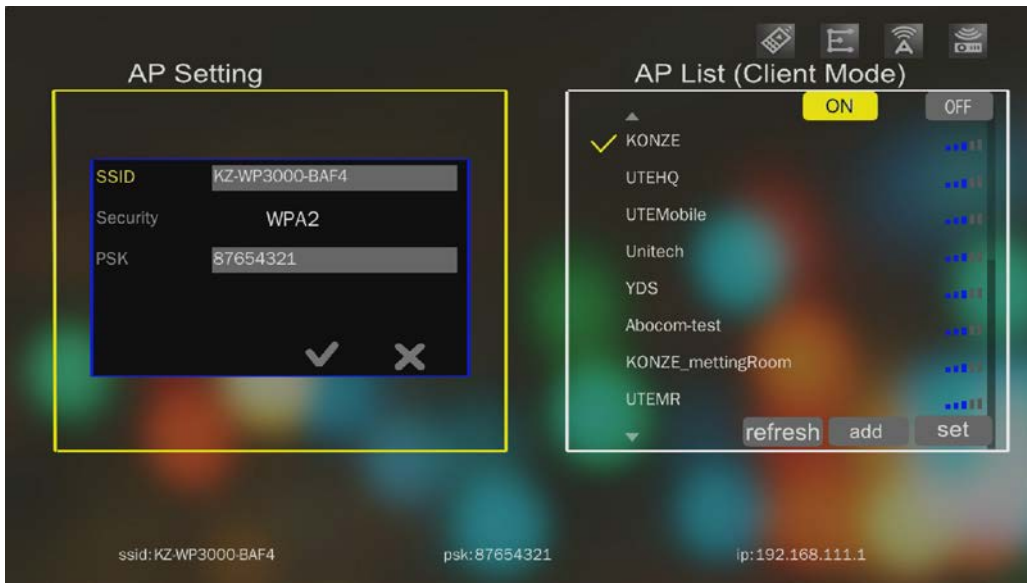 AP Setting
SSID KZ-WP3000-BAF4
Security WPA2
PSK 87654321
AP List (Client Mode)
ON OFF
KONZE
UTEHQ
UTEMobile
Unitech
YDS
Abocom-test
KONZE_mettingRoom
UTEMR
refresh add set
ssid:KZ-WP3000-BAF4 psk:87654321 ip:192.168.111.1